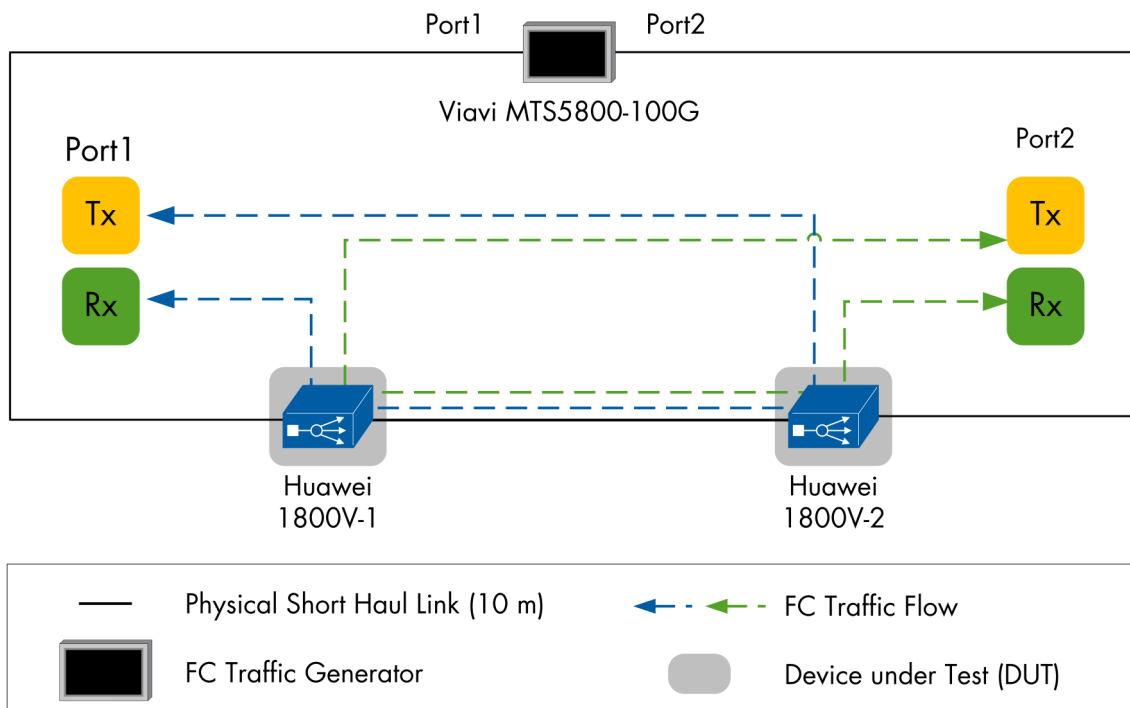 Port1
Port2
Viavi MTS5800-100G
Port1
Port2
Tx
Tx
Rx
Rx
Huawei
1800V-1
Huawei
1800V-2
Physical Short Haul Link (10 m)
FC Traffic Flow
FC Traffic Generator
Device under Test (DUT)